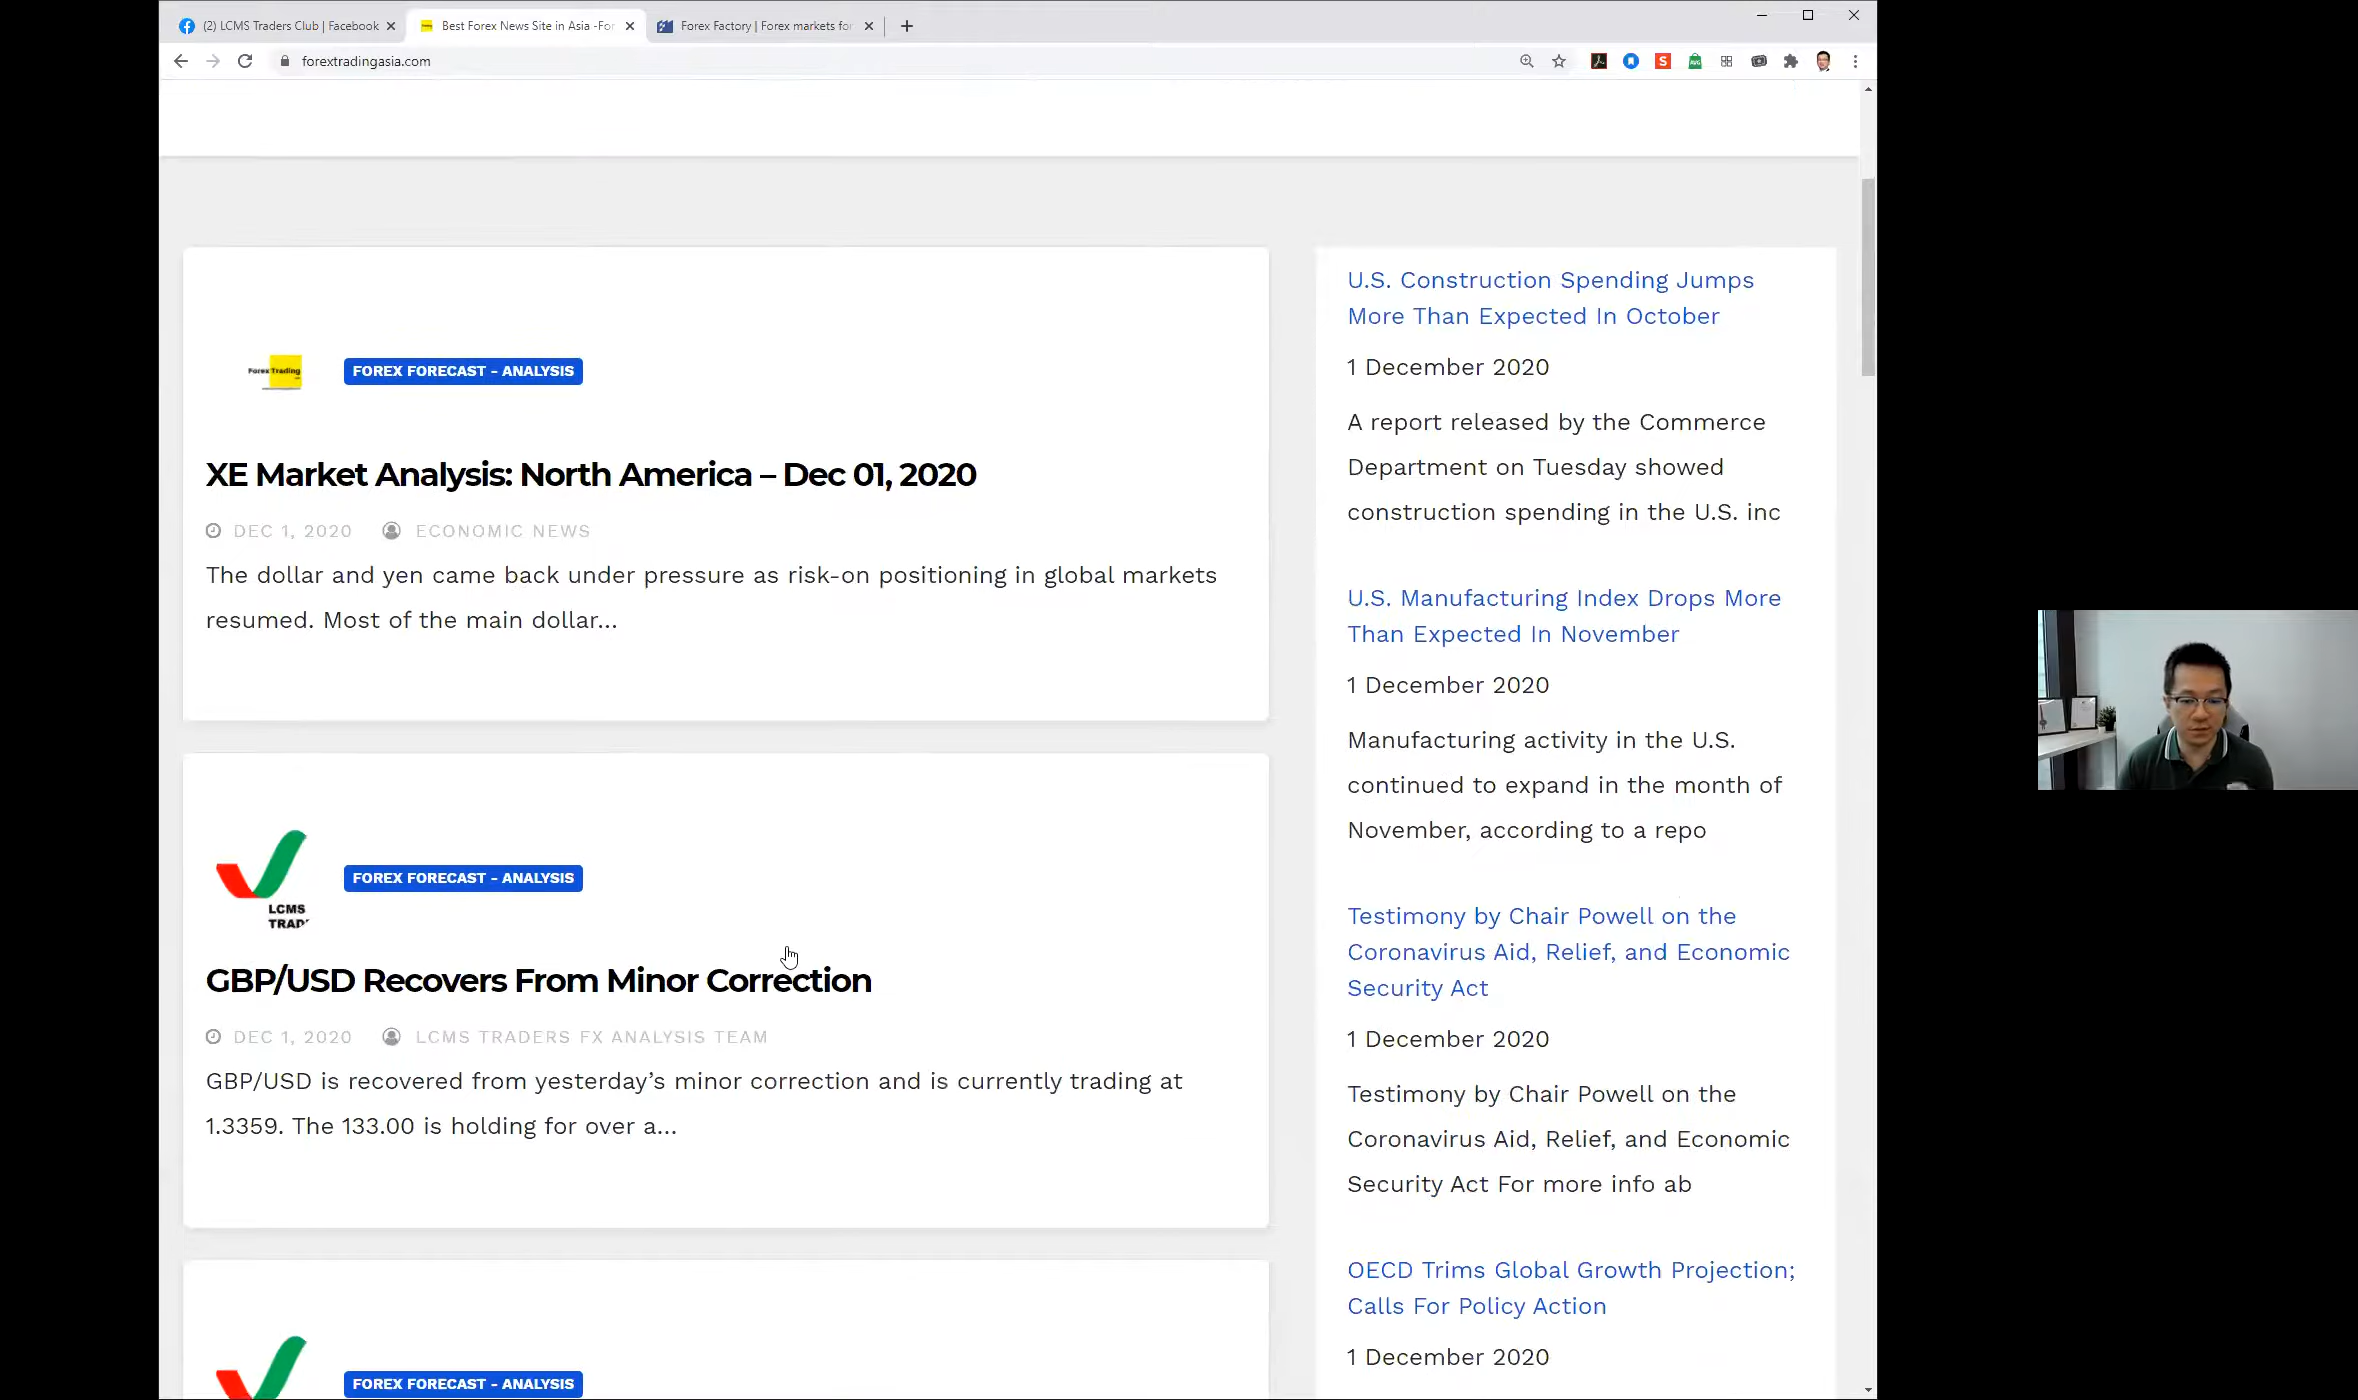 (2) LCMS Traders Club | Facebook
Best Forex News Site in Asia -For
Forex Factory | Forex markets fo
forextradingasia.com
Forex Trading
FOREX FORECAST - ANALYSIS
XE Market Analysis: North America – Dec 01, 2020
DEC 1, 2020 ECONOMIC NEWS
The dollar and yen came back under pressure as risk-on positioning in global markets
resumed. Most of the main dollar...
LCMS
TRAD
FOREX FORECAST - ANALYSIS
GBP/USD Recovers From Minor Correction
DEC 1, 2020 LCMS TRADERS FX ANALYSIS TEAM
GBP/USD is recovered from yesterday’s minor correction and is currently trading at
1.3359. The 133.00 is holding for over a...
FOREX FORECAST - ANALYSIS
U.S. Construction Spending Jumps
More Than Expected In October
1 December 2020
A report released by the Commerce
Department on Tuesday showed
construction spending in the U.S. inc
U.S. Manufacturing Index Drops More
Than Expected In November
1 December 2020
Manufacturing activity in the U.S.
continued to expand in the month of
November, according to a repo
Testimony by Chair Powell on the
Coronavirus Aid, Relief, and Economic
Security Act
1 December 2020
Testimony by Chair Powell on the
Coronavirus Aid, Relief, and Economic
Security Act For more info ab
OECD Trims Global Growth Projection;
Calls For Policy Action
1 December 2020